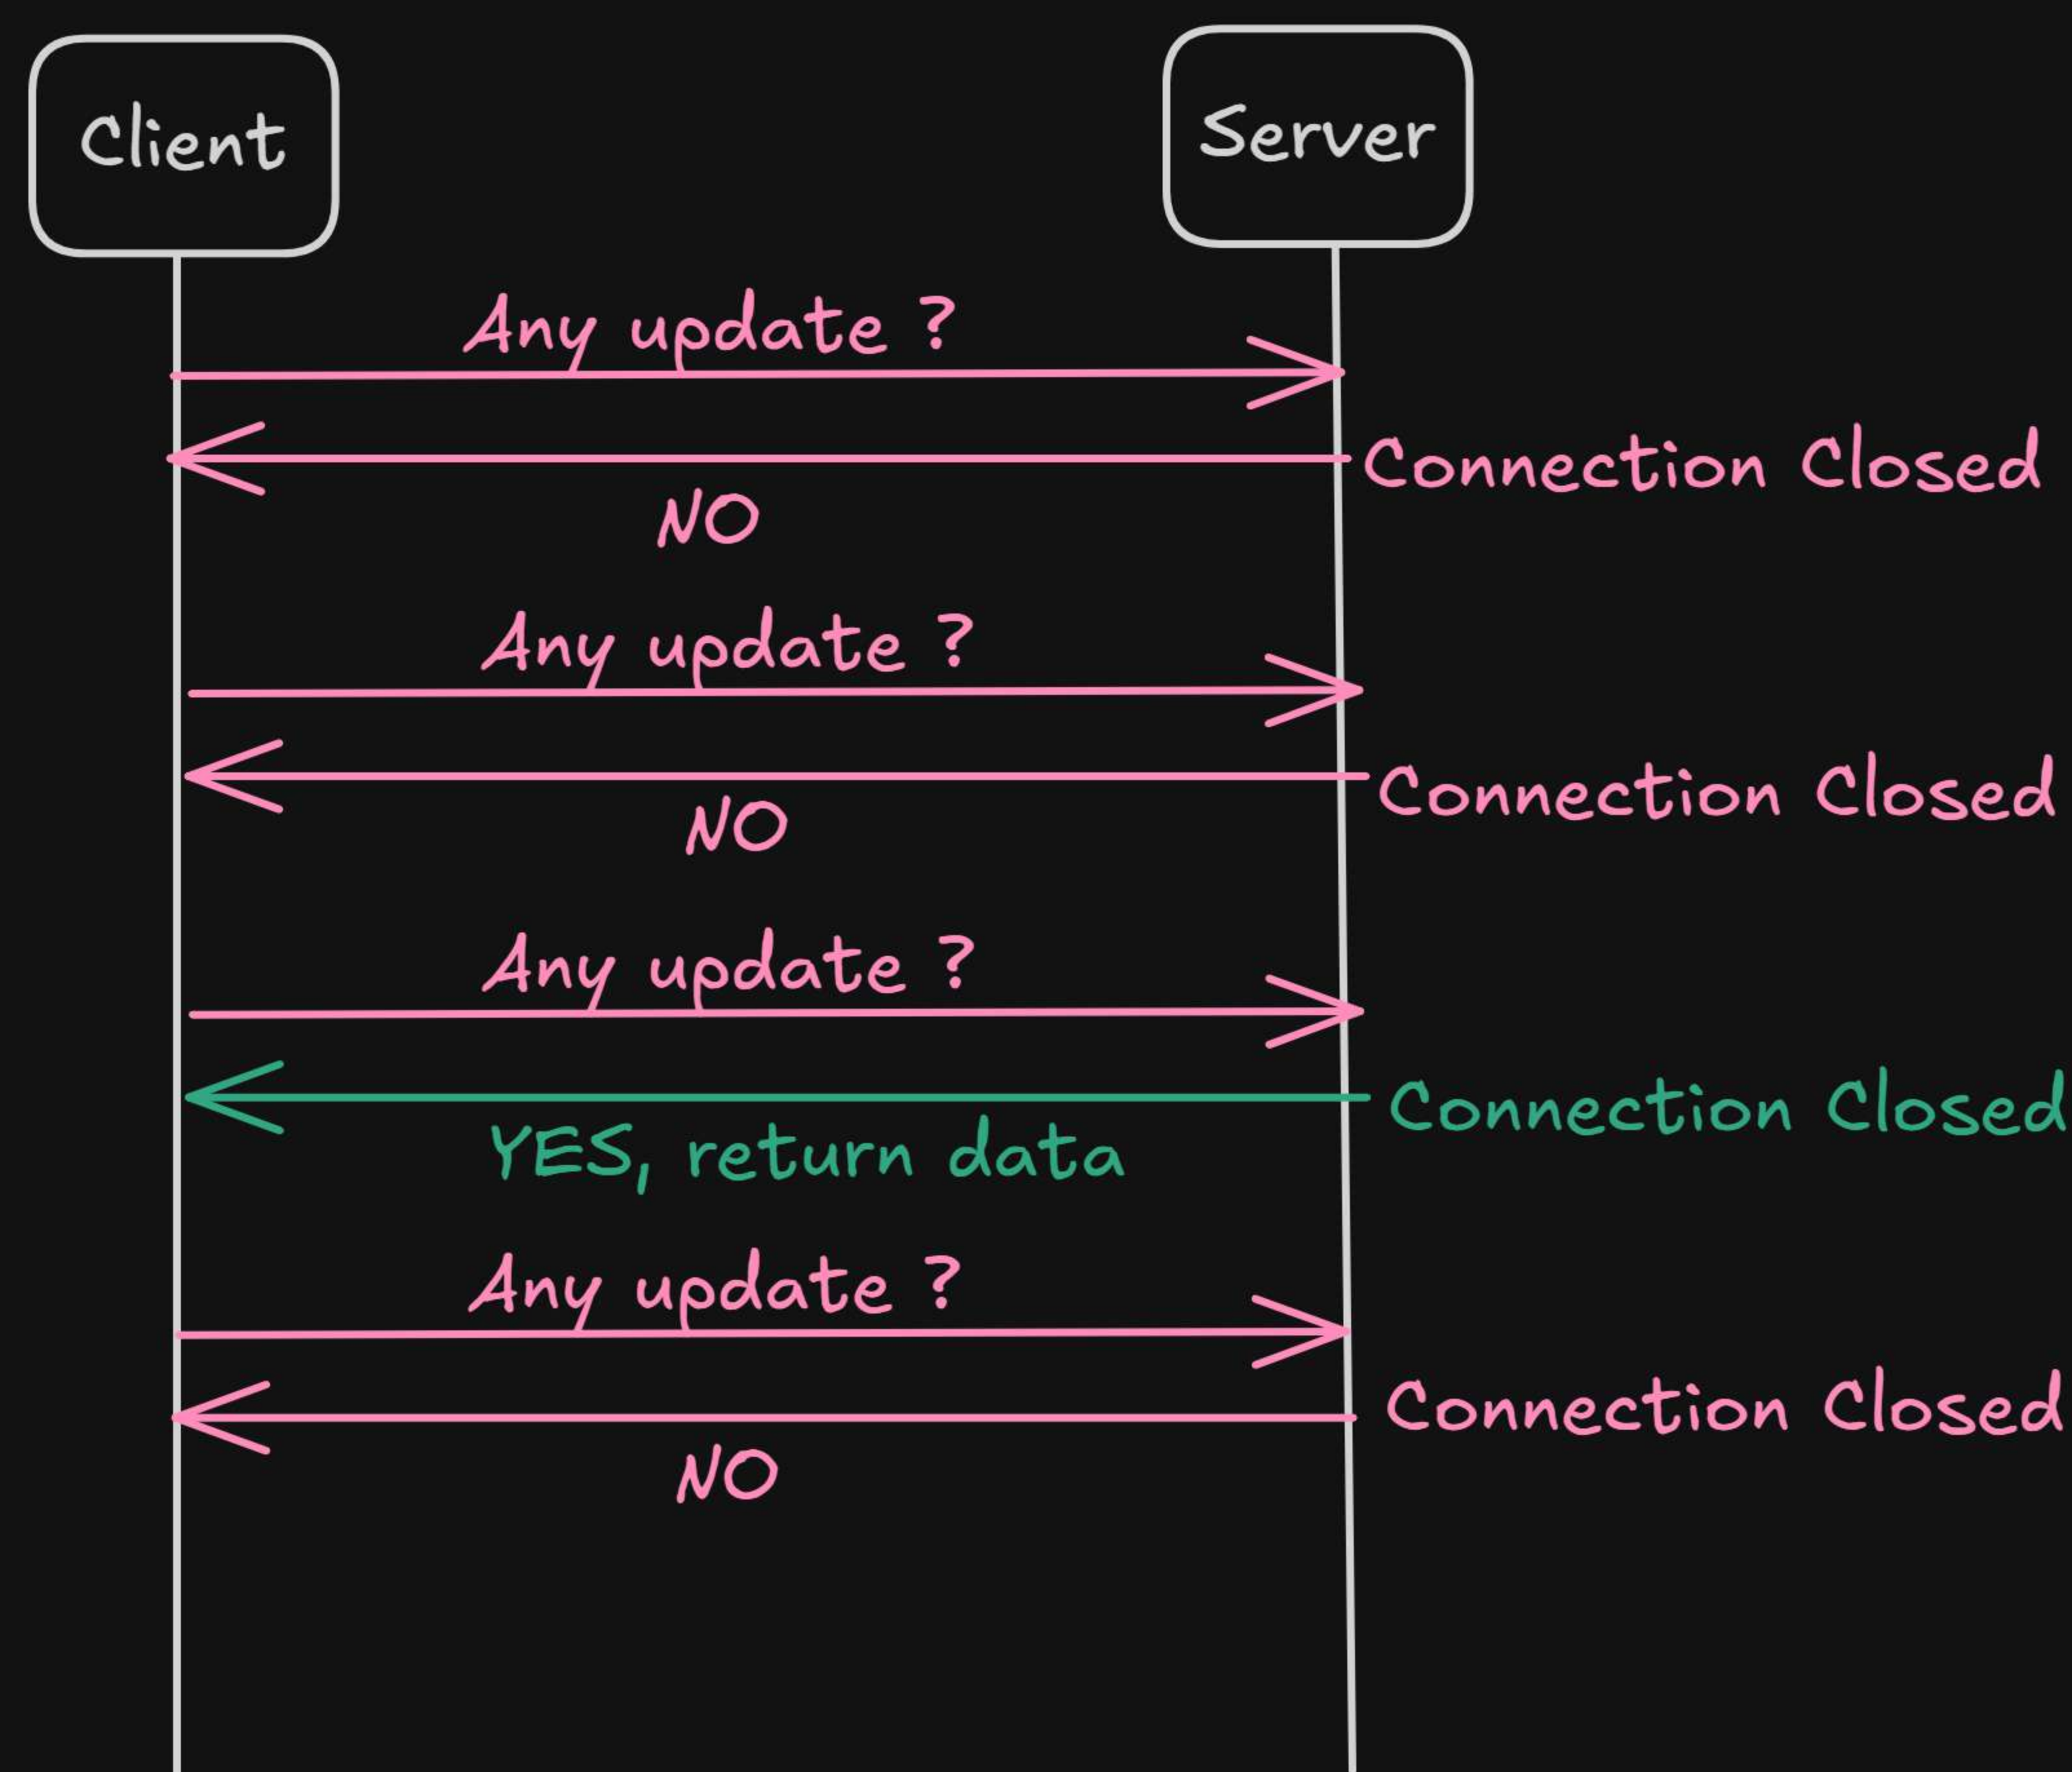 Client
Server
Any update ?
Connection Closed
NO
Any update ?
Connection Closed
NO
Any update ?
Connection Closed
YES, return data
Any update ?
Connection Closed
NO